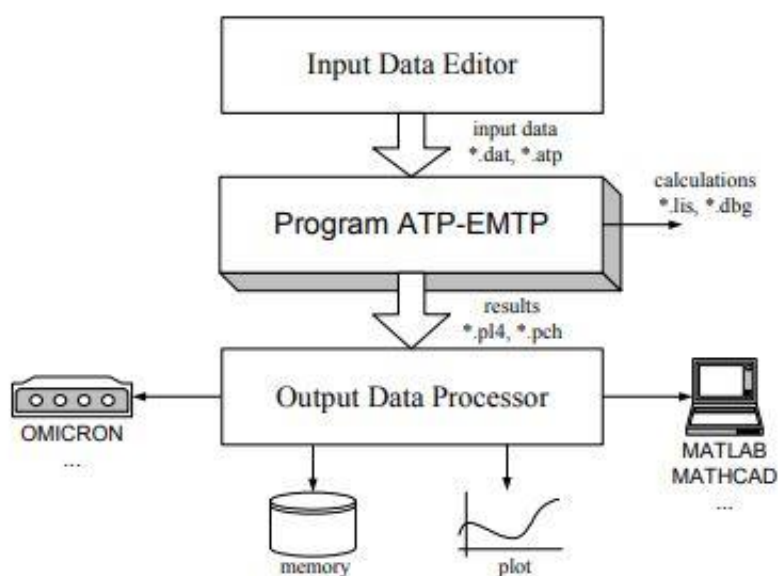 Input Data Editor
input data
*.dat, *.atp
calculations
*.lis, *.dbg
Program ATP-EMTP
results
*.pl4, *.pch
Output Data Processor
OMICRON
...
MATLAB
MATHCAD
...
memory
plot